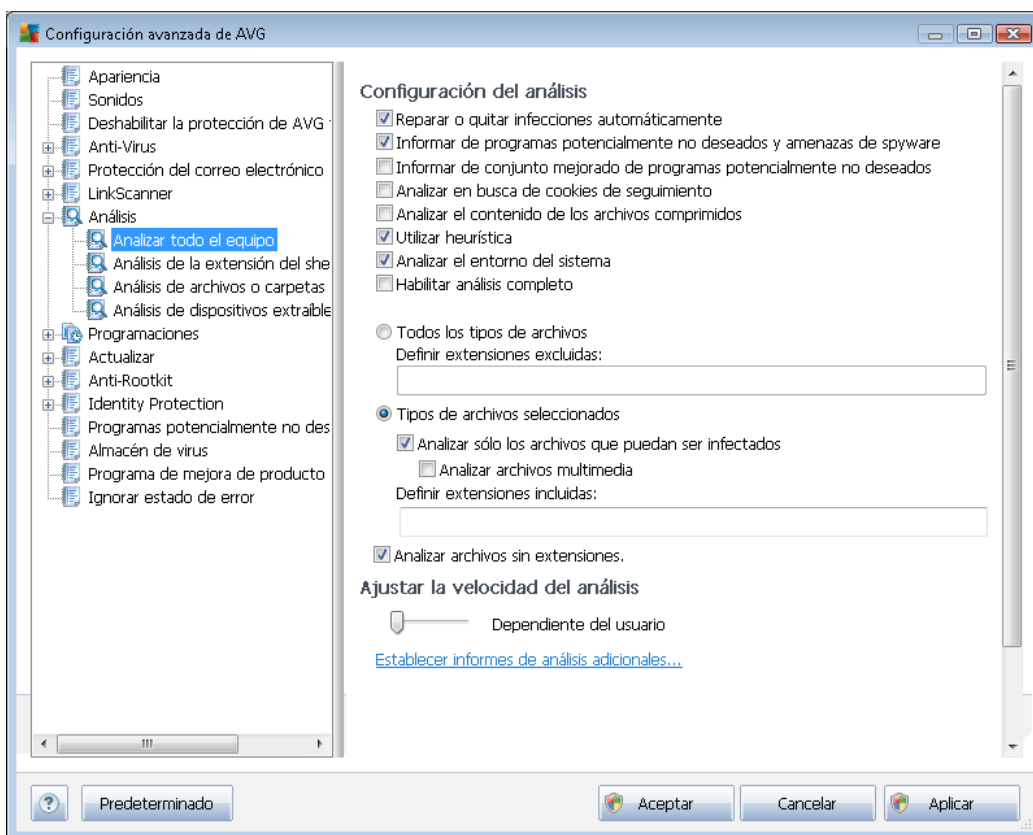 Configuración avanzada de AVG
Apariencia
Sonidos
Deshabilitar la protección de AVG
Anti-Virus
Protección del correo electrónico
LinkScanner
Análisis
Analizar todo el equipo
Análisis de la extensión del she
Análisis de archivos o carpetas
Análisis de dispositivos extraíble
Programaciones
Actualizar
Anti-Rootkit
Identity Protection
Programas potencialmente no des
Almacén de virus
Programa de mejora de producto
Ignorar estado de error
Configuración del análisis
Reparar o quitar infecciones automáticamente
Informar de programas potencialmente no deseados y amenazas de spyware
Informar de conjunto mejorado de programas potencialmente no deseados
Analizar en busca de cookies de seguimiento
Analizar el contenido de los archivos comprimidos
Utilizar heurística
Analizar el entorno del sistema
Habilitar análisis completo
Todos los tipos de archivos
Definir extensiones excluidas:
Tipos de archivos seleccionados
Analizar sólo los archivos que puedan ser infectados
Analizar archivos multimedia
Definir extensiones incluidas:
Analizar archivos sin extensiones.
Ajustar la velocidad del análisis
Dependiente del usuario
Establecer informes de análisis adicionales...
Predeterminado
Aceptar
Cancelar
Aplicar